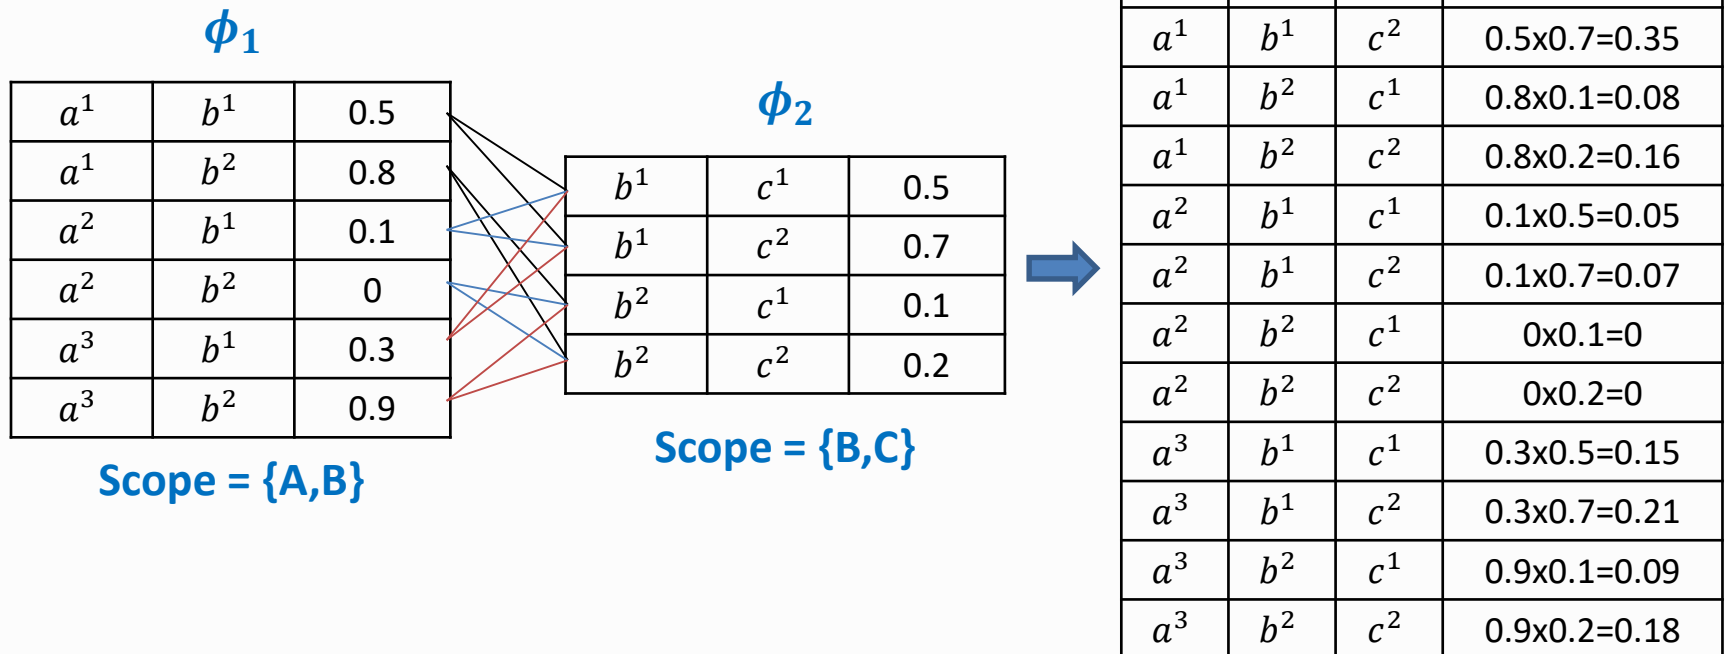 ϕ₁
a¹ b¹ 0.5
a¹ b² 0.8
a² b¹ 0.1
a² b² 0
a³ b¹ 0.3
a³ b² 0.9
Scope = {A,B}
ϕ₂
b¹ c¹ 0.5
b¹ c² 0.7
b² c¹ 0.1
b² c² 0.2
Scope = {B,C}
a¹ b¹ c² 0.5x0.7=0.35
a¹ b² c¹ 0.8x0.1=0.08
a¹ b² c² 0.8x0.2=0.16
a² b¹ c¹ 0.1x0.5=0.05
a² b¹ c² 0.1x0.7=0.07
a² b² c¹ 0x0.1=0
a² b² c² 0x0.2=0
a³ b¹ c¹ 0.3x0.5=0.15
a³ b¹ c² 0.3x0.7=0.21
a³ b² c¹ 0.9x0.1=0.09
a³ b² c² 0.9x0.2=0.18